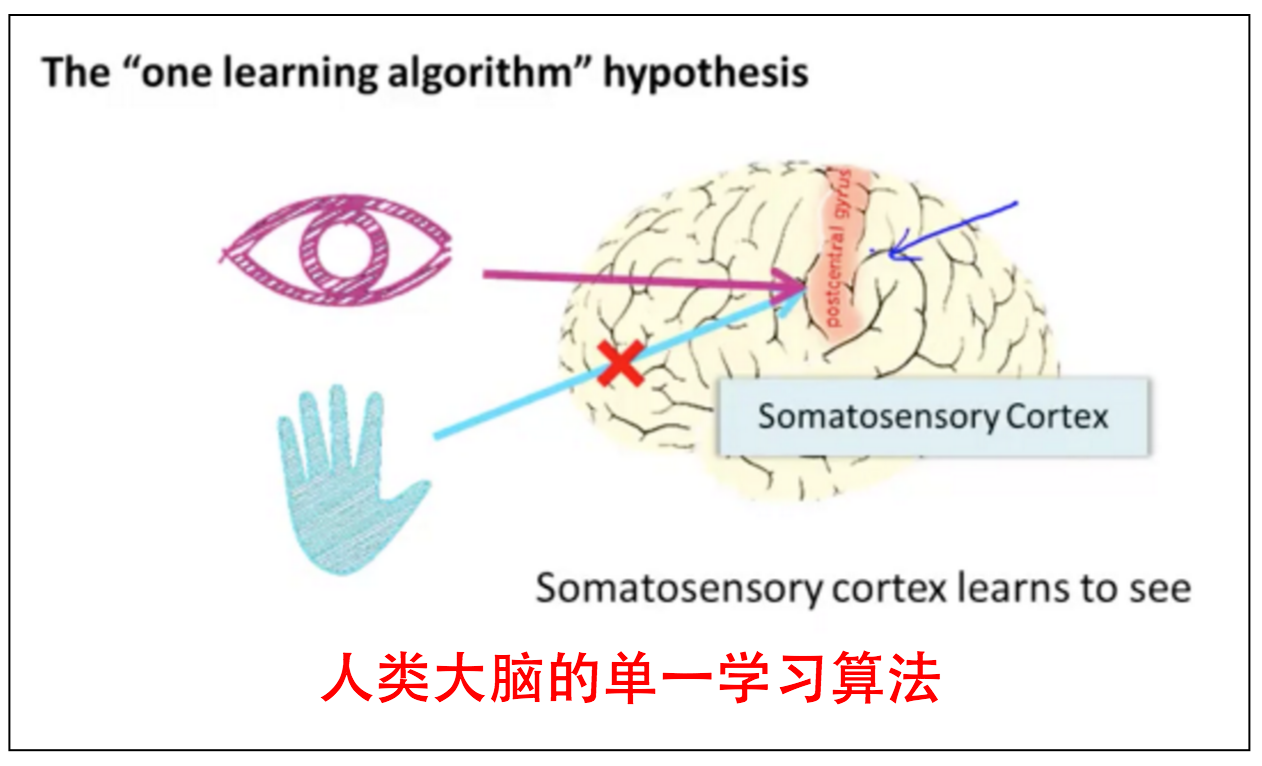 The “one learning algorithm” hypothesis
postcentral gyrus
Somatosensory Cortex
Somatosensory cortex learns to see
人类大脑的单一学习算法